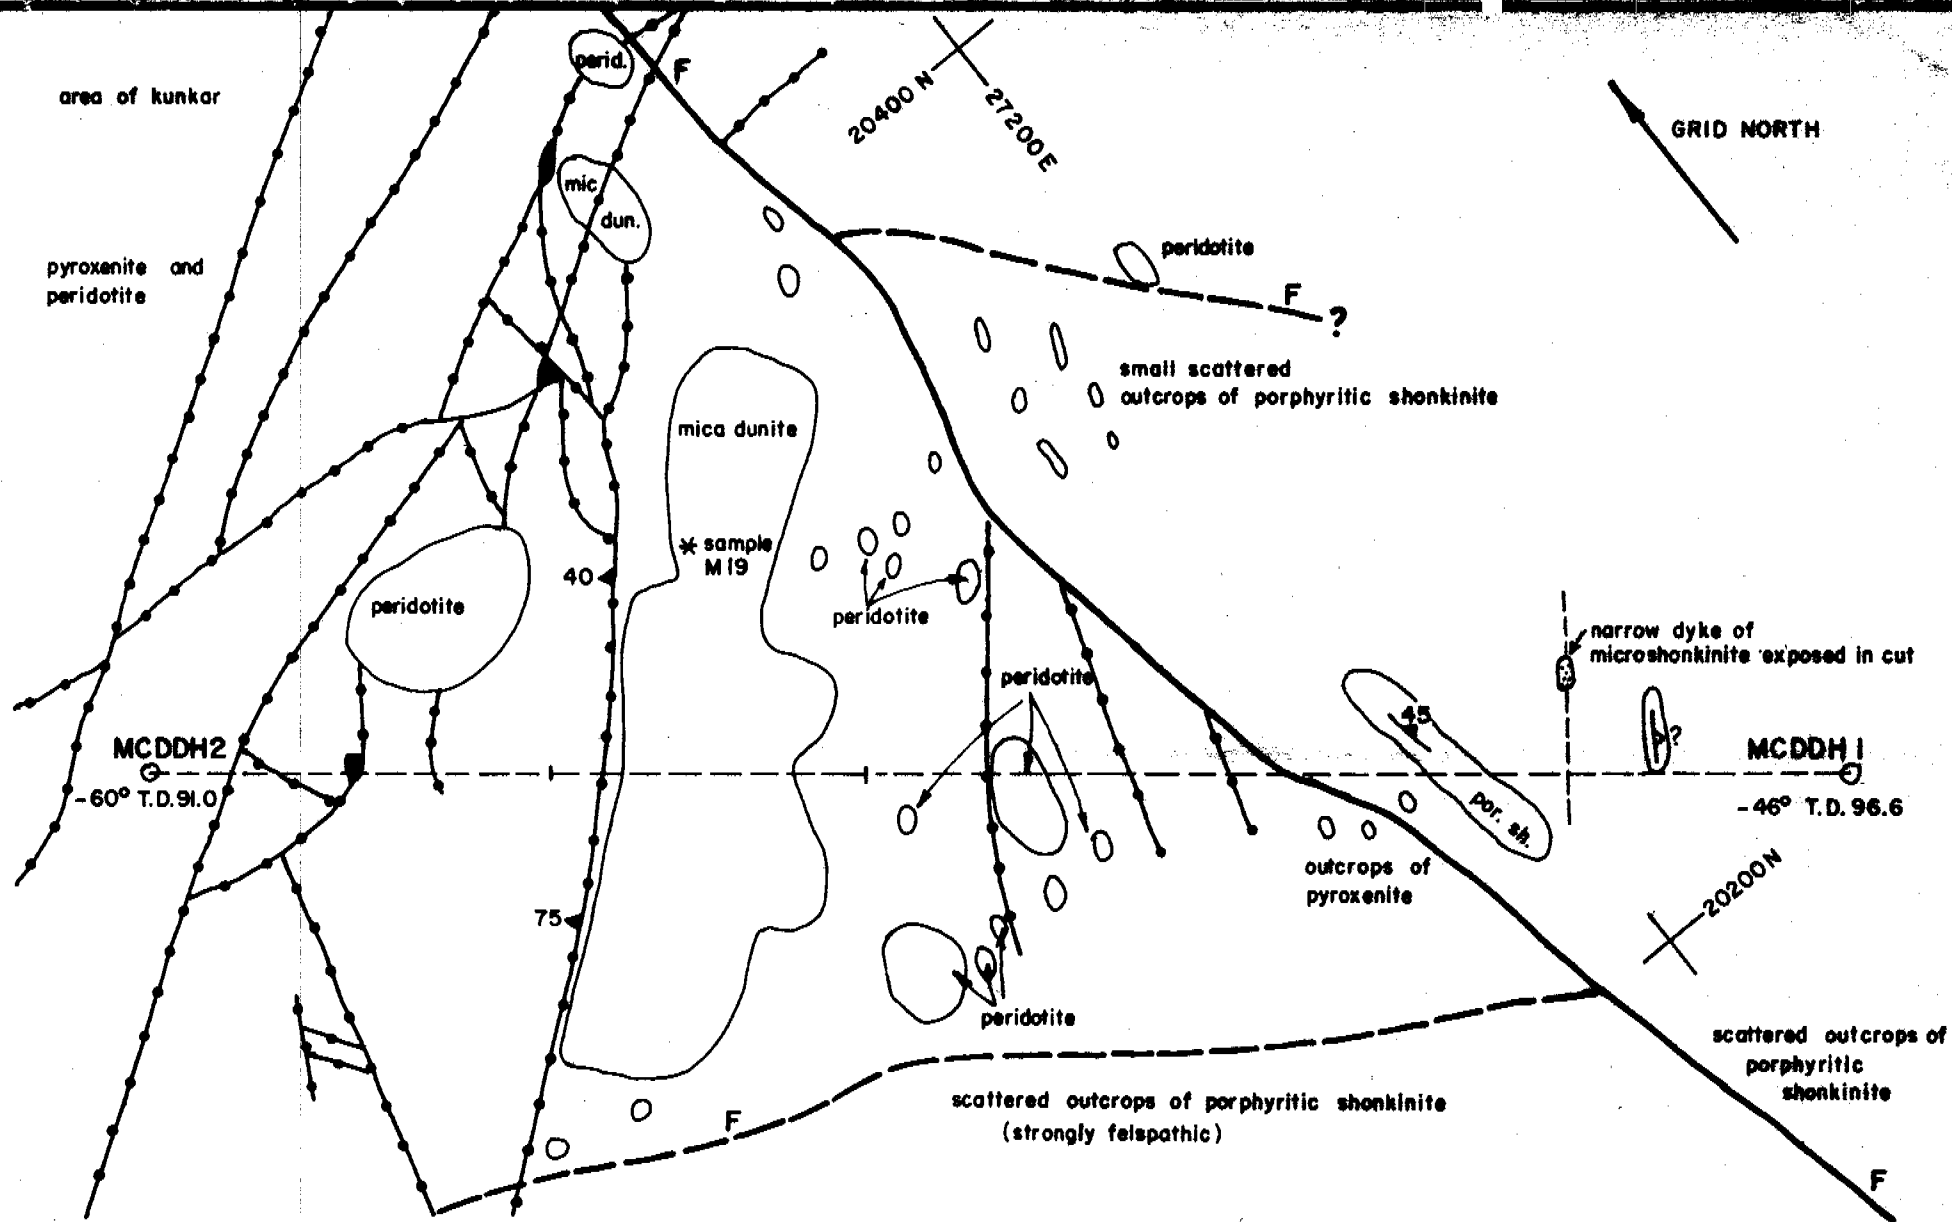 perid.
F
area of kunkar
20400 N
27200E
GRID NORTH
mic.
dun.
pyroxenite and
peridotite
peridotite
F
?
small scattered
outcrops of porphyritic shonkinite
mica dunite
* sample
M19
40
peridotite
peridotite
narrow dyke of
microshonkinite exposed in cut
peridotite
45
?
MCDDH2
MCDDH1
-60° T.D.91.0
-46° T.D. 96.6
por. sh.
outcrops of
pyroxenite
20200N
75
peridotite
scattered outcrops of
porphyritic
shonkinite
scattered outcrops of porphyritic shonkinite
(strongly felspathic)
F
F